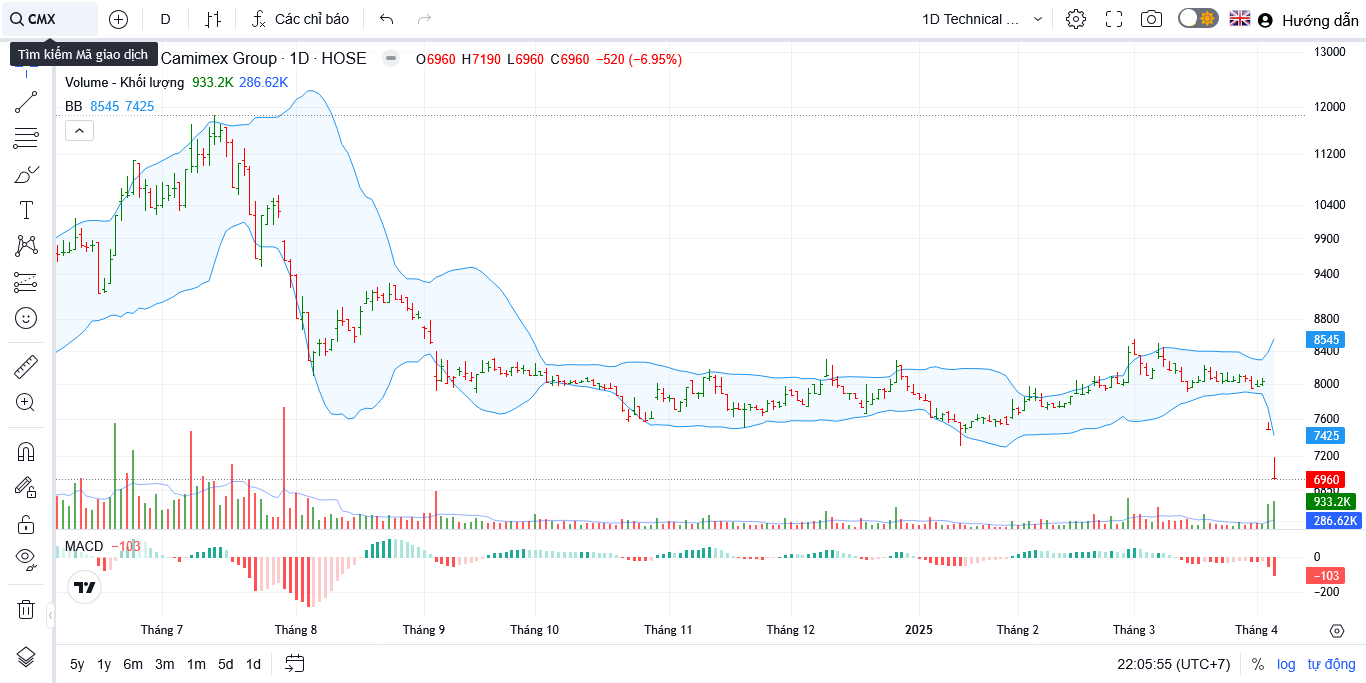 CMX
D
Các chỉ báo
1D Technical ...
Hướng dẫn
Tìm kiếm Mã giao dịch
Camimex Group · 1D · HOSE
O6960 H7190 L6960 C6960 −520 (−6.95%)
Volume - Khối lượng 933.2K 286.62K
BB 8545 7425
13000
12000
11200
10400
9900
9400
8800
8545
8400
8000
7600
7425
7200
6960
933.2K
286.62K
MACD −103
0
−103
−200
Tháng 7 Tháng 8 Tháng 9 Tháng 10 Tháng 11 Tháng 12 2025 Tháng 2 Tháng 3 Tháng 4
5y 1y 6m 3m 1m 5d 1d
22:05:55 (UTC+7) % log tự động